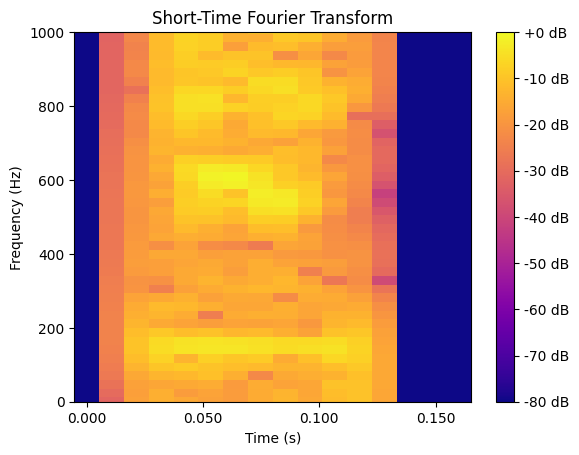 Short-Time Fourier Transform
Frequency (Hz)
1000
800
600
400
200
0
0.000
0.050
0.100
0.150
Time (s)
+0 dB
-10 dB
-20 dB
-30 dB
-40 dB
-50 dB
-60 dB
-70 dB
-80 dB